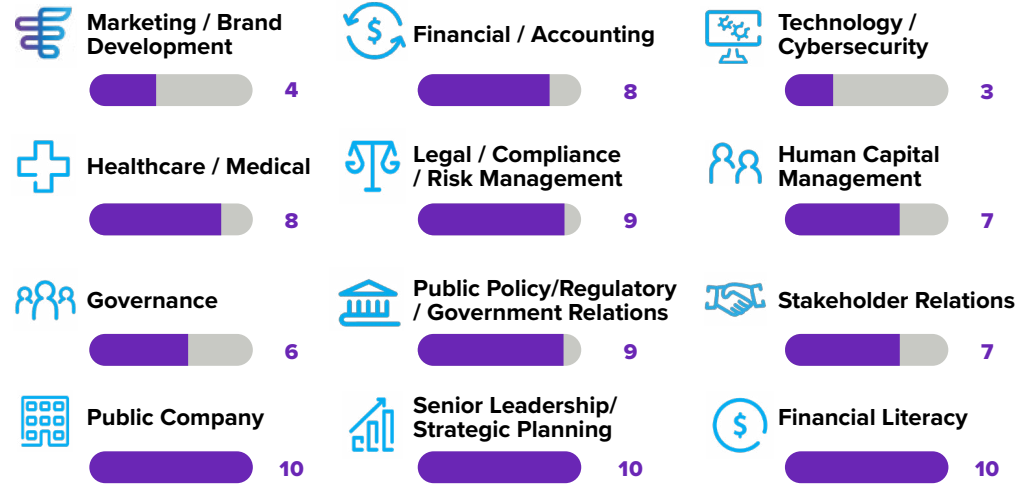 Marketing / Brand
Development
4
Financial / Accounting
8
Technology /
Cybersecurity
3
Healthcare / Medical
8
Legal / Compliance
/ Risk Management
9
Human Capital
Management
7
Governance
6
Public Policy/Regulatory
/ Government Relations
9
Stakeholder Relations
7
Public Company
10
Senior Leadership/
Strategic Planning
10
Financial Literacy
10